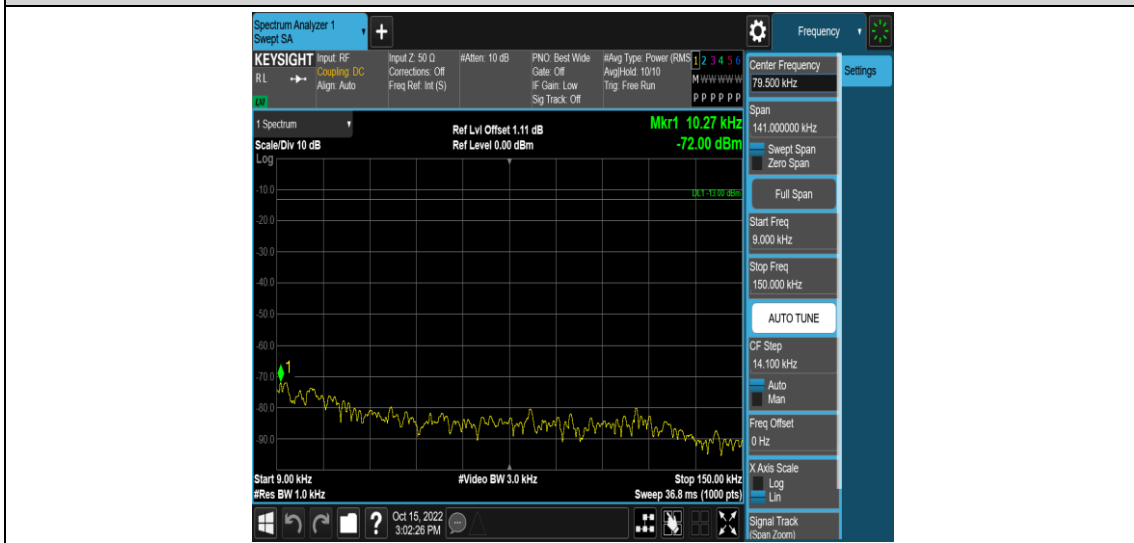 Spectrum Analyzer 1
Swept SA
+
Frequency
KEYSIGHT
RL
LXI
Input: RF
Coupling: DC
Align: Auto
Input Z: 50 Ω
Corrections: Off
Freq Ref: Int (S)
#Atten: 10 dB
PNO: Best Wide
Gate: Off
IF Gain: Low
Sig Track: Off
#Avg Type: Power (RMS
Avg|Hold: 10/10
Trig: Free Run
1 2 3 4 5 6
M W W W W W
P P P P P P
1 Spectrum
Scale/Div 10 dB
Ref Lvl Offset 1.11 dB
Ref Level 0.00 dBm
Mkr1 10.27 kHz
-72.00 dBm
Log
-10.0
DL1 -13.00 dBm
-20.0
-30.0
-40.0
-50.0
-60.0
1
-70.0
-80.0
-90.0
Start 9.00 kHz
#Res BW 1.0 kHz
#Video BW 3.0 kHz
Stop 150.00 kHz
Sweep 36.8 ms (1000 pts)
?
Oct 15, 2022
3:02:26 PM
Center Frequency
79.500 kHz
Settings
Span
141.000000 kHz
Swept Span
Zero Span
Full Span
Start Freq
9.000 kHz
Stop Freq
150.000 kHz
AUTO TUNE
CF Step
14.100 kHz
Auto
Man
Freq Offset
0 Hz
X Axis Scale
Log
Lin
Signal Track
(Span Zoom)